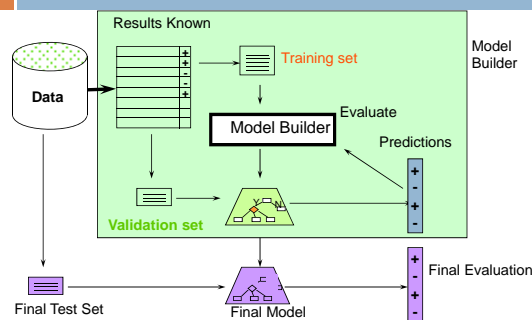 Results Known
Model
Builder
+
+
-
-
+
Training set
Data
Evaluate
Model Builder
Predictions
+
-
+
-
Y
N
Validation set
+
-
+
-
Final Evaluation
Final Test Set
Final Model